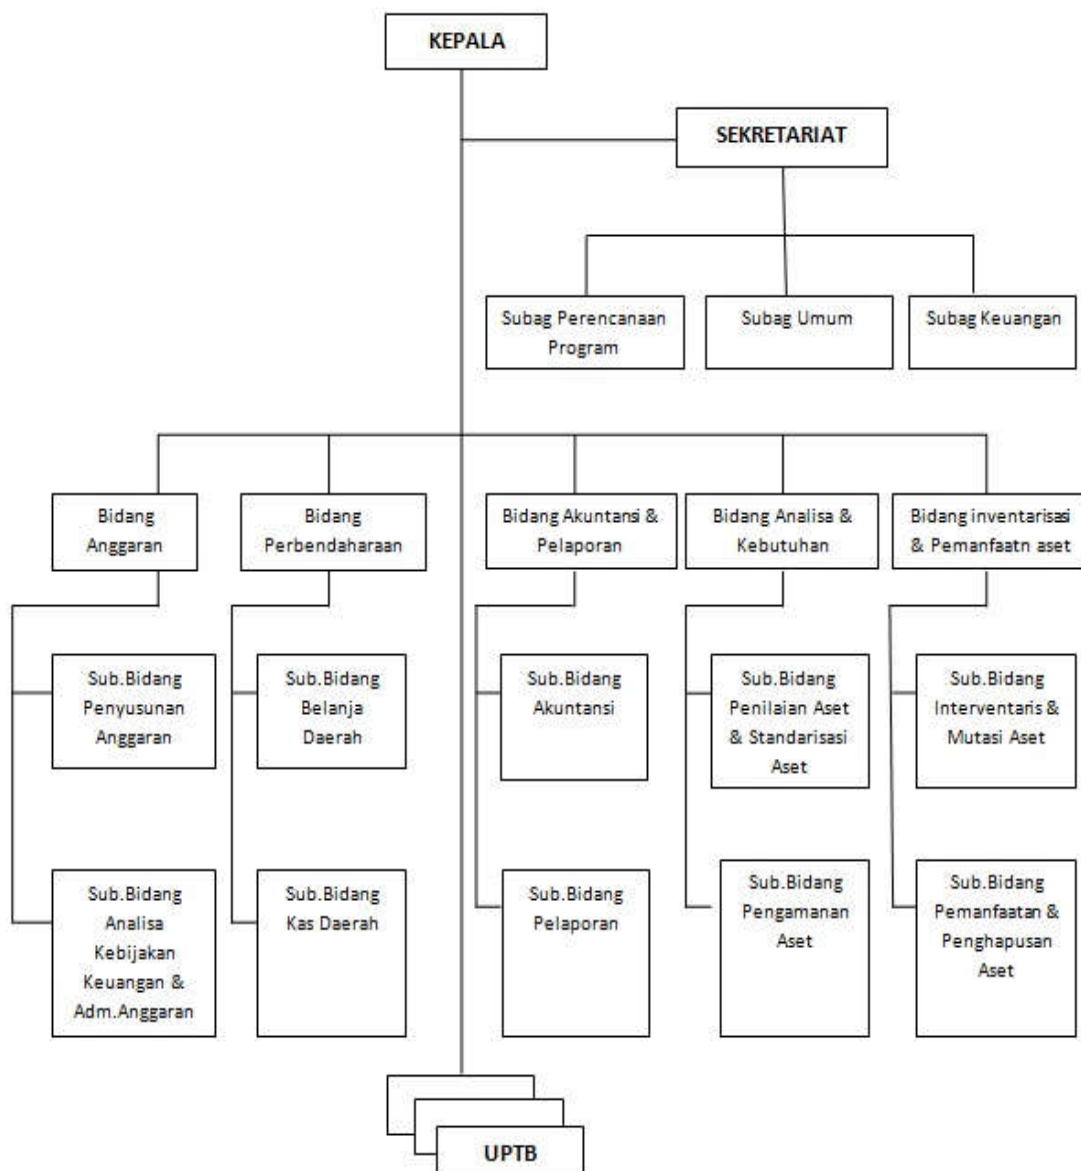 KEPALA
SEKRETARIAT
Subag Perencanaan
Program
Subag Umum
Subag Keuangan
Bidang
Anggaran
Bidang
Perbendaharaan
Bidang Akuntansi &
Pelaporan
Bidang Analisa &
Kebutuhan
Bidang inventarisasi
& Pemanfaatn aset
Sub.Bidang
Penyusunan
Anggaran
Sub.Bidang
Belanja
Daerah
Sub.Bidang
Akuntansi
Sub.Bidang
Penilaian Aset
& Standarisasi
Aset
Sub.Bidang
Interventaris &
Mutasi Aset
Sub.Bidang
Analisa
Kebijakan
Keuangan &
Adm.Anggaran
Sub.Bidang
Kas Daerah
Sub.Bidang
Pelaporan
Sub.Bidang
Pengamanan
Aset
Sub.Bidang
Pemanfaatan &
Penghapusan
Aset
UPTB